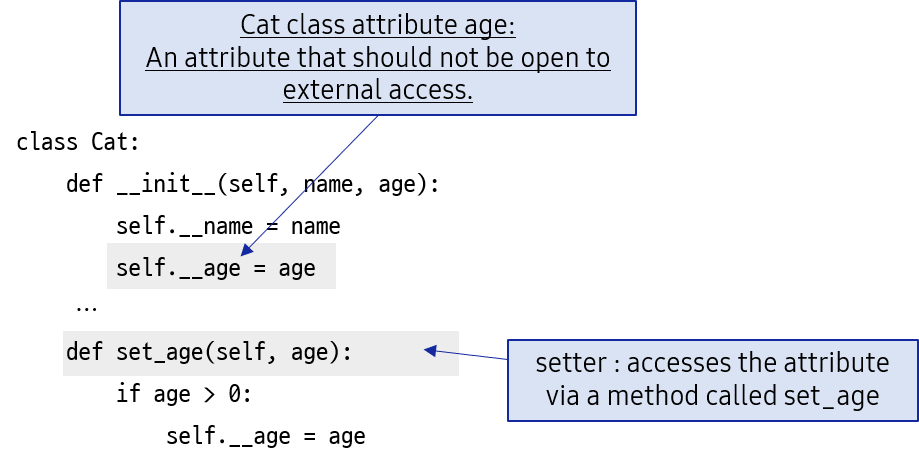 Cat class attribute age:
An attribute that should not be open to
external access.
class Cat:
    def __init__(self, name, age):
        self.__name = name
        self.__age = age
    ...
    def set_age(self, age):
        if age > 0:
            self.__age = age
setter : accesses the attribute
via a method called set_age